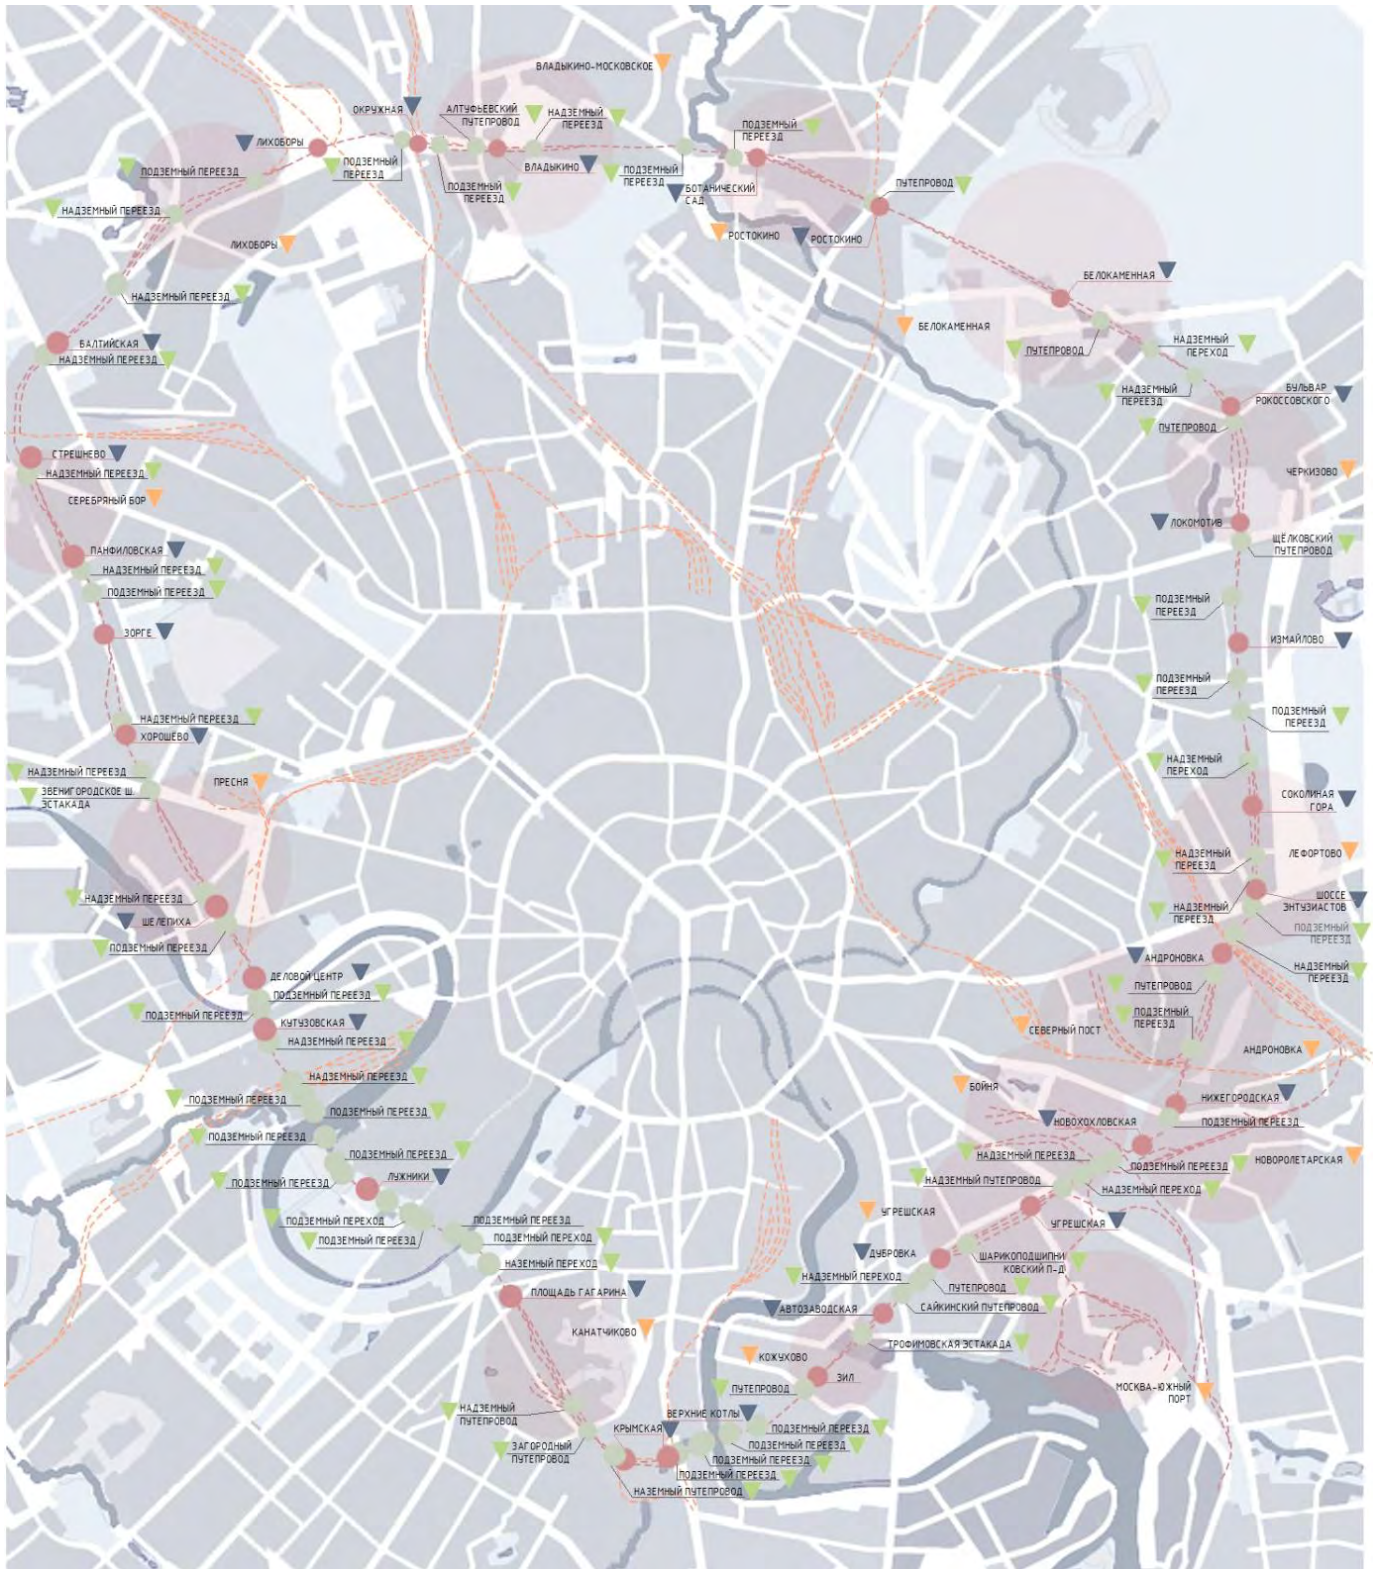 ВЛАДЫКИНО-МОСКОВСКОЕ
ОКРУЖНАЯ
АЛТУФЬЕВСКИЙ
ПУТЕПРОВОД
НАДЗЕМНЫЙ
ПЕРЕЕЗД
ПОДЗЕМНЫЙ
ПЕРЕЕЗД
ЛИХОБОРЫ
ПОДЗЕМНЫЙ
ПЕРЕЕЗД
ПОДЗЕМНЫЙ ПЕРЕЕЗД
ВЛАДЫКИНО
ПОДЗЕМНЫЙ
ПЕРЕЕЗД
ПОДЗЕМНЫЙ
ПЕРЕЕЗД
БОТАНИЧЕСКИЙ
САД
ПУТЕПРОВОД
НАДЗЕМНЫЙ ПЕРЕЕЗД
ЛИХОБОРЫ
РОСТОКИНО
РОСТОКИНО
БЕЛОКАМЕННАЯ
НАДЗЕМНЫЙ ПЕРЕЕЗД
БЕЛОКАМЕННАЯ
БАЛТИЙСКАЯ
НАДЗЕМНЫЙ ПЕРЕЕЗД
ПУТЕПРОВОД
НАДЗЕМНЫЙ
ПЕРЕХОД
НАДЗЕМНЫЙ
ПЕРЕЕЗД
БУЛЬВАР
РОКОССОВСКОГО
ПУТЕПРОВОД
СТРЕШНЕВО
НАДЗЕМНЫЙ ПЕРЕЕЗД
ЧЕРКИЗОВО
СЕРЕБРЯНЫЙ БОР
ЛОКОМОТИВ
ЩЁЛКОВСКИЙ
ПУТЕПРОВОД
ПАНФИЛОВСКАЯ
НАДЗЕМНЫЙ ПЕРЕЕЗД
ПОДЗЕМНЫЙ ПЕРЕЕЗД
ПОДЗЕМНЫЙ
ПЕРЕЕЗД
ЗОРГЕ
ИЗМАЙЛОВО
ПОДЗЕМНЫЙ
ПЕРЕЕЗД
НАДЗЕМНЫЙ ПЕРЕЕЗД
ПОДЗЕМНЫЙ
ПЕРЕЕЗД
ХОРОШЁВО
НАДЗЕМНЫЙ
ПЕРЕХОД
НАДЗЕМНЫЙ ПЕРЕЕЗД
ПРЕСНЯ
ЗВЕНИГОРОДСКОЕ Ш.
ЭСТАКАДА
СОКОЛИНАЯ
ГОРА
НАДЗЕМНЫЙ
ПЕРЕЕЗД
ЛЕФОРТОВО
НАДЗЕМНЫЙ ПЕРЕЕЗД
ШОССЕ
ЭНТУЗИАСТОВ
НАДЗЕМНЫЙ
ПЕРЕЕЗД
ШЕЛЕПИХА
ПОДЗЕМНЫЙ
ПЕРЕЕЗД
ПОДЗЕМНЫЙ ПЕРЕЕЗД
АНДРОНОВКА
НАДЗЕМНЫЙ
ПЕРЕЕЗД
ДЕЛОВОЙ ЦЕНТР
ПУТЕПРОВОД
ПОДЗЕМНЫЙ ПЕРЕЕЗД
ПОДЗЕМНЫЙ ПЕРЕЕЗД
ПОДЗЕМНЫЙ
ПЕРЕЕЗД
КУТУЗОВСКАЯ
СЕВЕРНЫЙ ПОСТ
НАДЗЕМНЫЙ ПЕРЕЕЗД
АНДРОНОВКА
НАДЗЕМНЫЙ ПЕРЕЕЗД
БОЙНЯ
ПОДЗЕМНЫЙ ПЕРЕЕЗД
НИЖЕГОРОДСКАЯ
ПОДЗЕМНЫЙ ПЕРЕЕЗД
НОВОХОХЛОВСКАЯ
ПОДЗЕМНЫЙ ПЕРЕЕЗД
ПОДЗЕМНЫЙ ПЕРЕЕЗД
ПОДЗЕМНЫЙ ПЕРЕЕЗД
НАДЗЕМНЫЙ ПЕРЕЕЗД
НОВОРОЛЕТАРСКАЯ
ПОДЗЕМНЫЙ ПЕРЕЕЗД
ПОДЗЕМНЫЙ ПЕРЕЕЗД
ЛУЖНИКИ
НАДЗЕМНЫЙ ПУТЕПРОВОД
НАДЗЕМНЫЙ ПЕРЕХОД
УГРЕШСКАЯ
ПОДЗЕМНЫЙ ПЕРЕХОД
ПОДЗЕМНЫЙ ПЕРЕЕЗД
УГРЕШСКАЯ
ПОДЗЕМНЫЙ ПЕРЕЕЗД
ПОДЗЕМНЫЙ ПЕРЕХОД
ДУБРОВКА
ШАРИКОПОДШИПНИ
КОВСКИЙ П-Д
НАЗЕМНЫЙ ПЕРЕХОД
НАДЗЕМНЫЙ ПЕРЕХОД
ПУТЕПРОВОД
ПЛОЩАДЬ ГАГАРИНА
АВТОЗАВОДСКАЯ
САЙКИНСКИЙ ПУТЕПРОВОД
КАНАТЧИКОВО
ТРОФИМОВСКАЯ ЭСТАКАДА
КОЖУХОВО
ЗИЛ
ПУТЕПРОВОД
МОСКВА-ЮЖНЫЙ
ПОРТ
НАДЗЕМНЫЙ
ПУТЕПРОВОД
ВЕРХНИЕ КОТЛЫ
КРЫМСКАЯ
ПОДЗЕМНЫЙ ПЕРЕЕЗД
ЗАГОРОДНЫЙ
ПУТЕПРОВОД
ПОДЗЕМНЫЙ ПЕРЕЕЗД
ПОДЗЕМНЫЙ ПЕРЕЕЗД
ПОДЗЕМНЫЙ ПЕРЕЕЗД
НАЗЕМНЫЙ ПУТЕПРОВОД